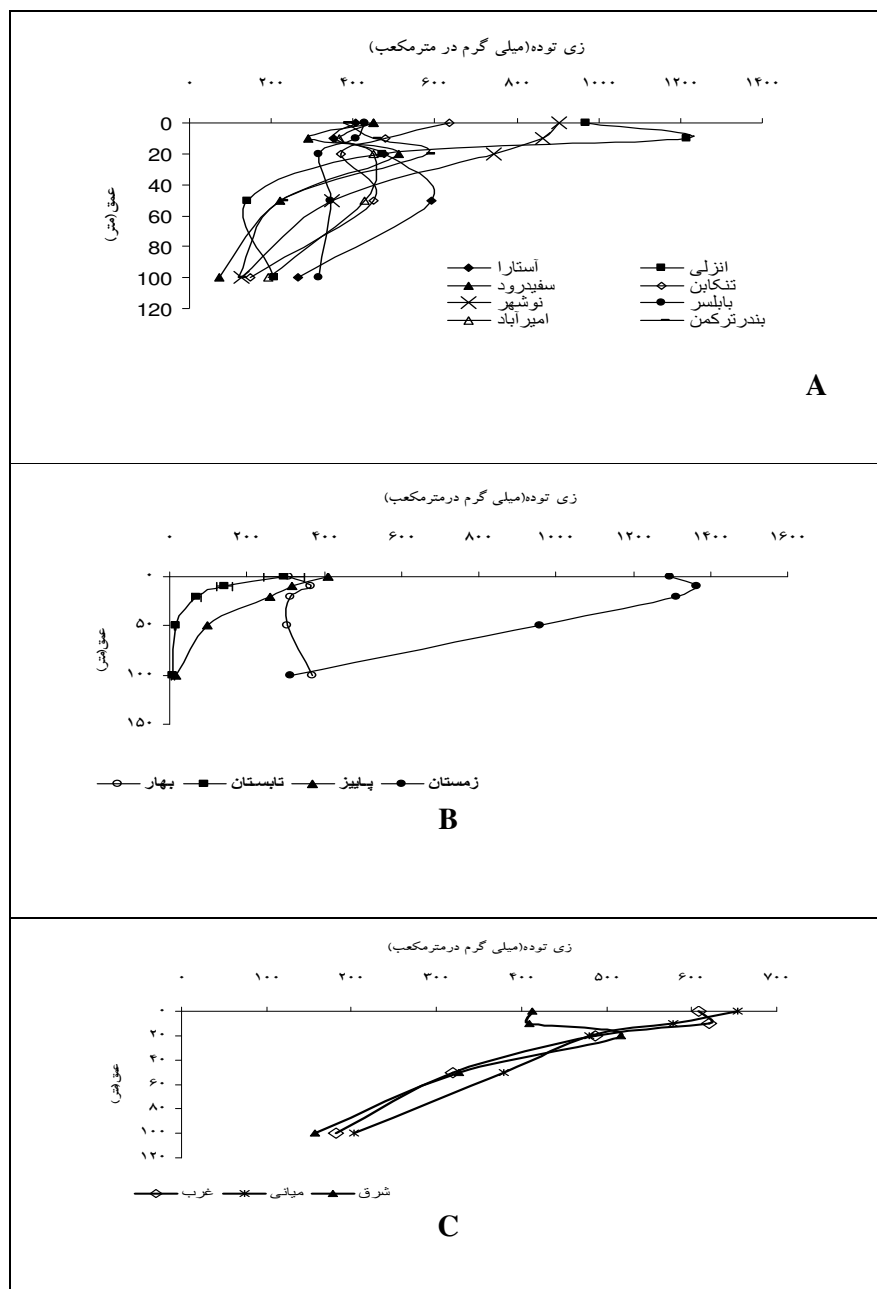 زی توده(میلی گرم در مترمکعب)
۰ ۲۰۰ ۴۰۰ ۶۰۰ ۸۰۰ ۱۰۰۰ ۱۲۰۰ ۱۴۰۰
0
20
40
60
80
100
120
عمق(متر)
آستارا انزلی
سفیدرود تنکابن
نوشهر بابلسر
امیرآباد بندرترکمن
A
زی توده(میلی گرم درمترمکعب)
۰ ۲۰۰ ۴۰۰ ۶۰۰ ۸۰۰ ۱۰۰۰ ۱۲۰۰ ۱۴۰۰ ۱۶۰۰
۰
۵۰
۱۰۰
۱۵۰
عمق(متر)
بهار تابستان پاییز زمستان
B
زی توده(میلی گرم درمترمکعب)
۰ ۱۰۰ ۲۰۰ ۳۰۰ ۴۰۰ ۵۰۰ ۶۰۰ ۷۰۰
۰
۲۰
۴۰
۶۰
۸۰
۱۰۰
۱۲۰
عمق(متر)
غرب میانی شرق
C